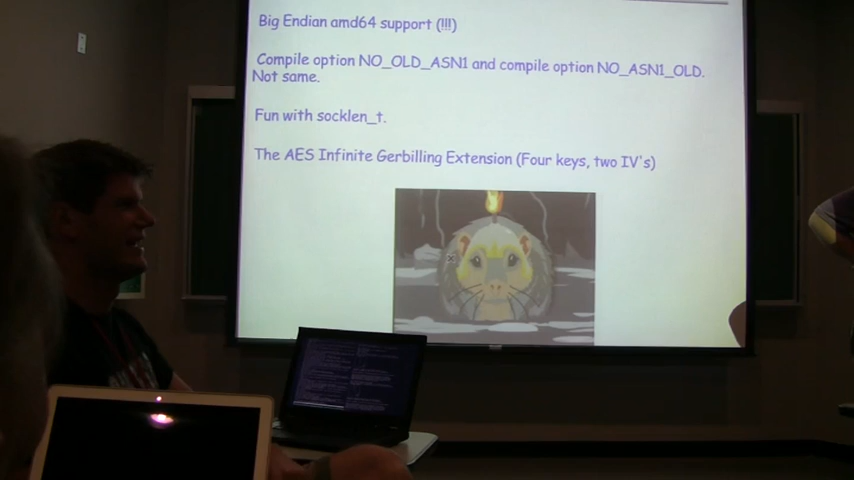 Big Endian amd64 support (!!!)
Compile option NO_OLD_ASN1 and compile option NO_ASN1_OLD.
Not same.
Fun with socklen_t.
The AES Infinite Gerbilling Extension (Four keys, two IV's)